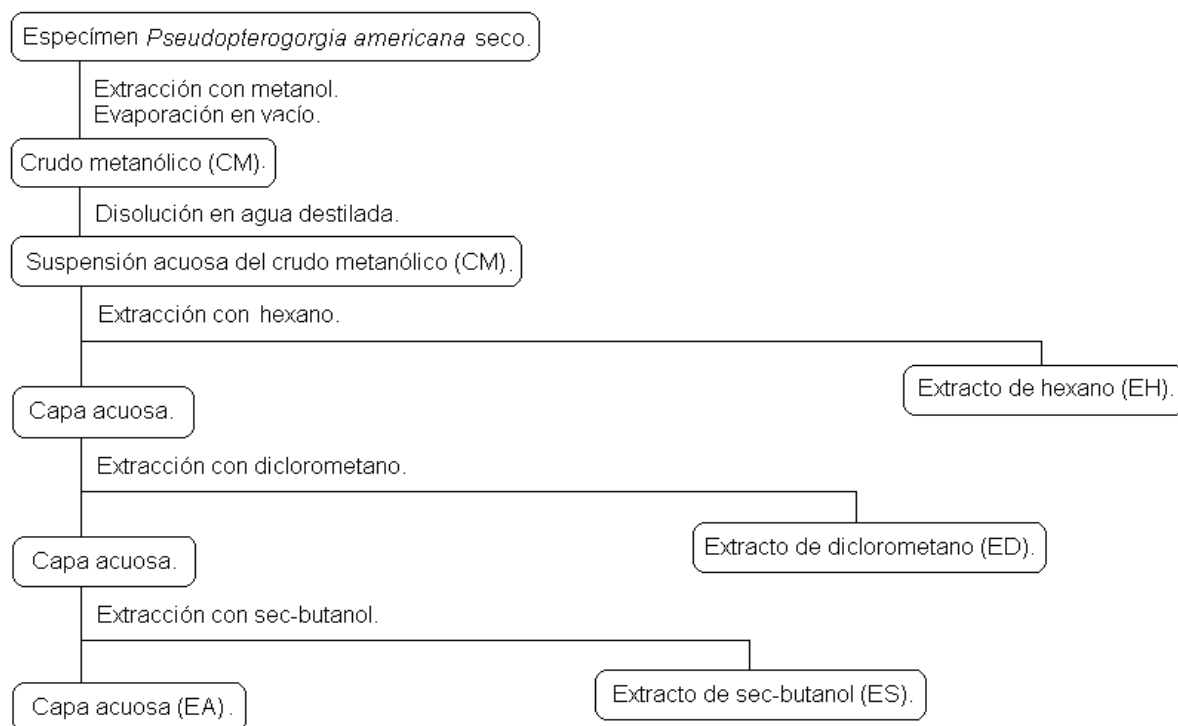 Espécímen Pseudopterogorgia americana seco.
Extracción con metanol.
Evaporación en vacío.
Crudo metanólico (CM).
Disolución en agua destilada.
Suspensión acuosa del crudo metanólico (CM).
Extracción con hexano.
Extracto de hexano (EH).
Capa acuosa.
Extracción con diclorometano.
Extracto de diclorometano (ED).
Capa acuosa.
Extracción con sec-butanol.
Extracto de sec-butanol (ES).
Capa acuosa (EA).